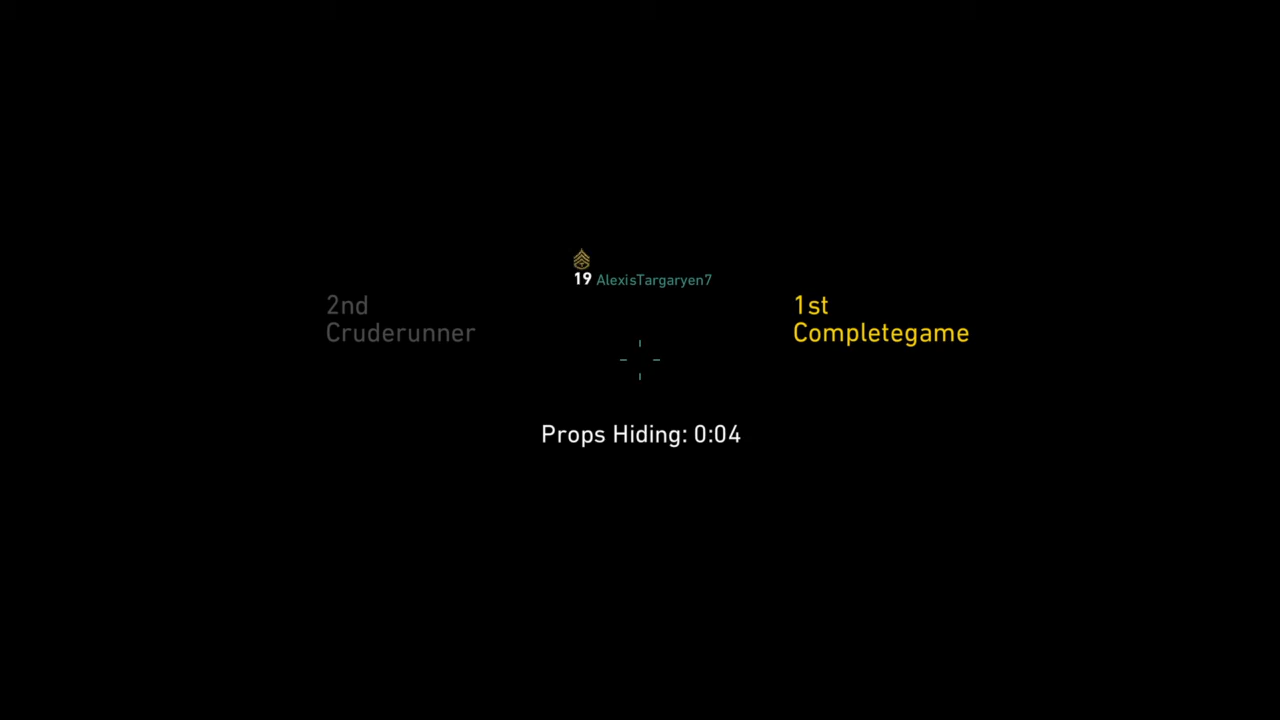 19 AlexisTargaryen7
2nd
Cruderunner
1st
Completegame
Props Hiding: 0:04